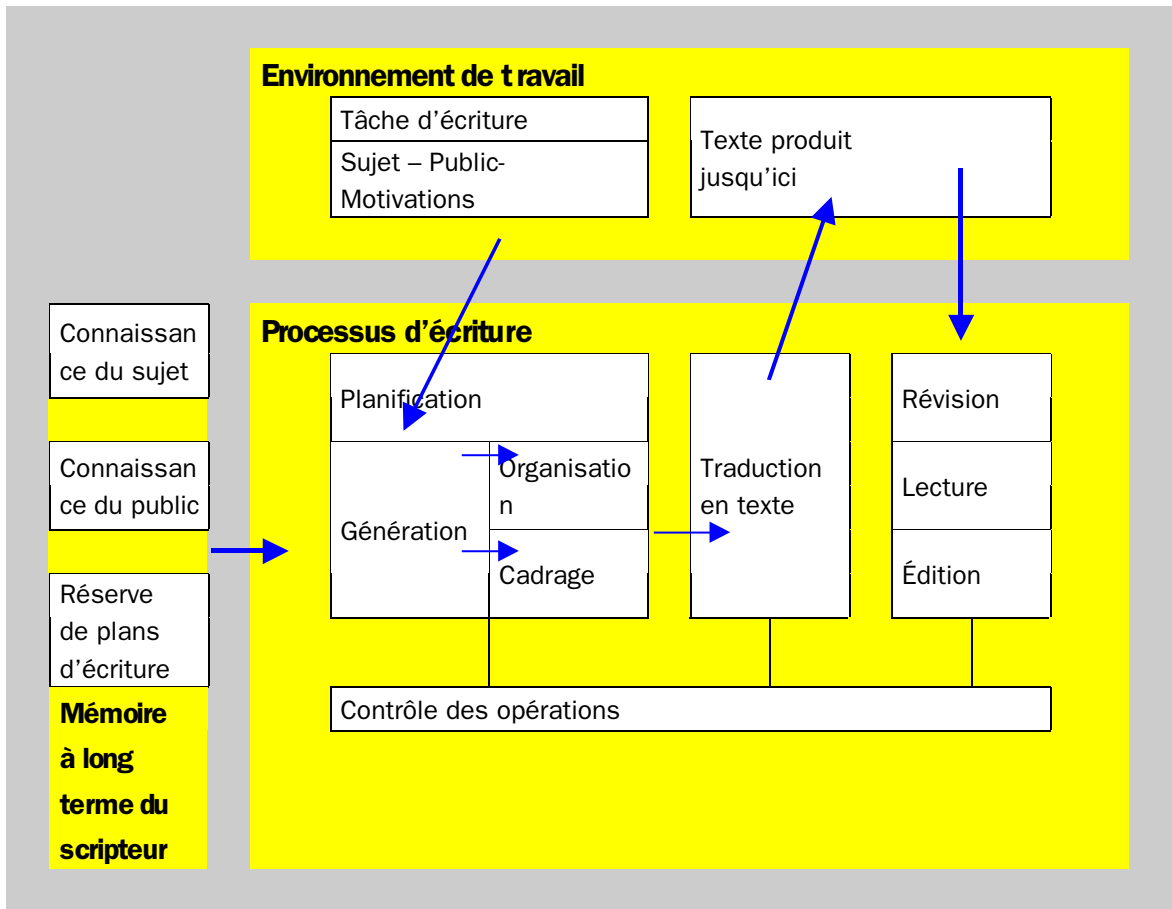 Environnement de travail
Tâche d’écriture
Sujet – Public-
Motivations
Texte produit
jusqu’ici
Connaissan
ce du sujet
Connaissan
ce du public
Réserve
de plans
d’écriture
Mémoire
à long
terme du
scripteur
Processus d’écriture
Planification
Génération
Organisatio
n
Cadrage
Traduction
en texte
Révision
Lecture
Édition
Contrôle des opérations